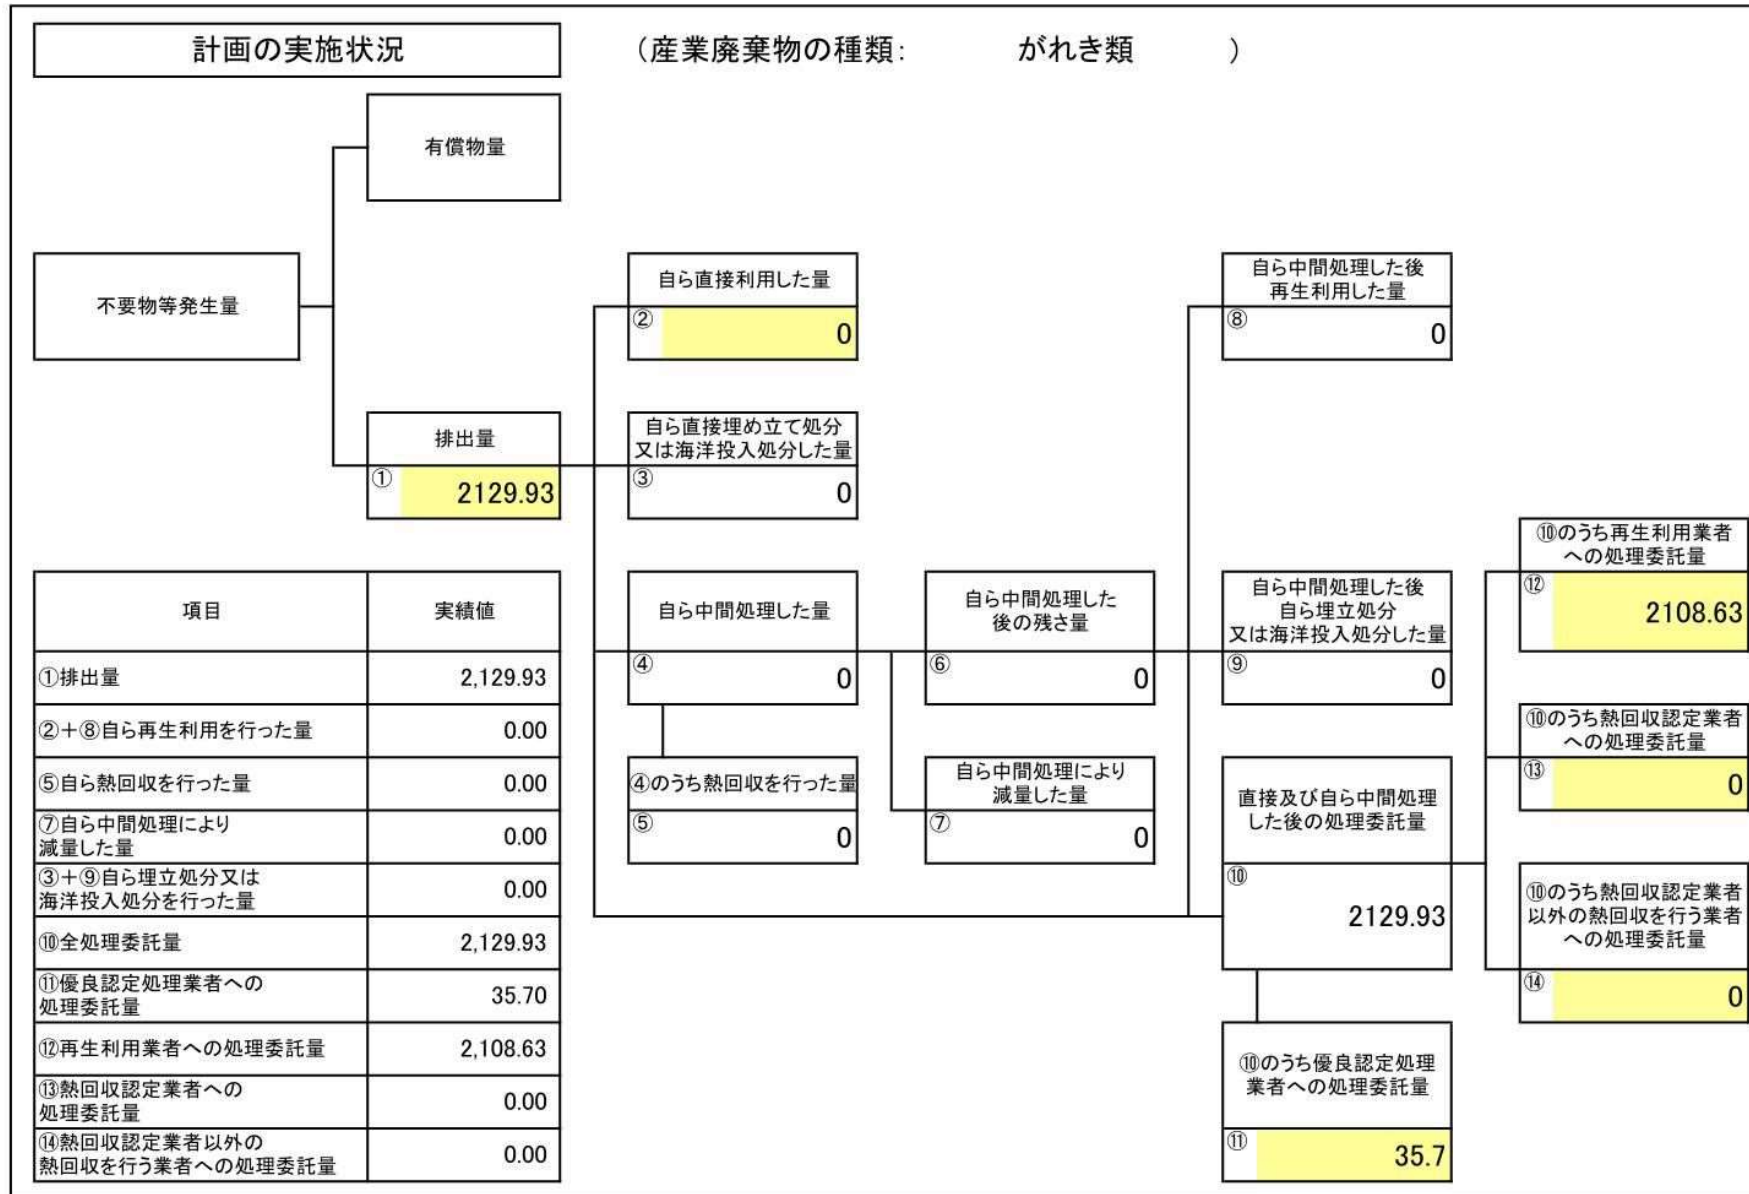 計画の実施状況
（産業廃棄物の種類： がれき類 ）
有償物量
不要物等発生量
排出量
①
2129.93
自ら直接利用した量
②
0
自ら直接埋め立て処分
又は海洋投入処分した量
③
0
自ら中間処理した量
④
0
④のうち熱回収を行った量
⑤
0
自ら中間処理した
後の残さ量
⑥
0
自ら中間処理により
減量した量
⑦
0
自ら中間処理した後
再生利用した量
⑧
0
自ら中間処理した後
自ら埋立処分
又は海洋投入処分した量
⑨
0
直接及び自ら中間処理
した後の処理委託量
⑩
2129.93
⑩のうち優良認定処理
業者への処理委託量
⑪
35.7
⑩のうち再生利用業者
への処理委託量
⑫
2108.63
⑩のうち熱回収認定業者
への処理委託量
⑬
0
⑩のうち熱回収認定業者
以外の熱回収を行う業者
への処理委託量
⑭
0
項目 実績値
①排出量 2,129.93
②＋⑧自ら再生利用を行った量 0.00
⑤自ら熱回収を行った量 0.00
⑦自ら中間処理により
減量した量 0.00
③＋⑨自ら埋立処分又は
海洋投入処分を行った量 0.00
⑩全処理委託量 2,129.93
⑪優良認定処理業者への
処理委託量 35.70
⑫再生利用業者への処理委託量 2,108.63
⑬熱回収認定業者への
処理委託量 0.00
⑭熱回収認定業者以外の
熱回収を行う業者への処理委託量 0.00